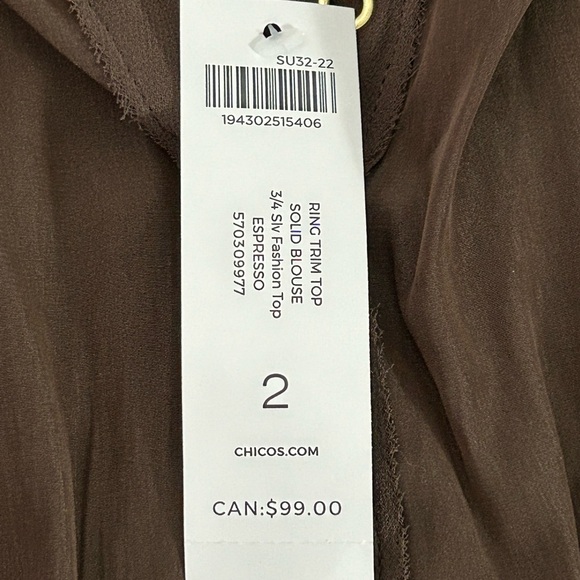 SU32-22
194302515406
RING TRIM TOP
SOLID BLOUSE
3/4 Slv Fashion Top
ESPRESSO
570309977
2
CHICOS.COM
CAN:$99.00